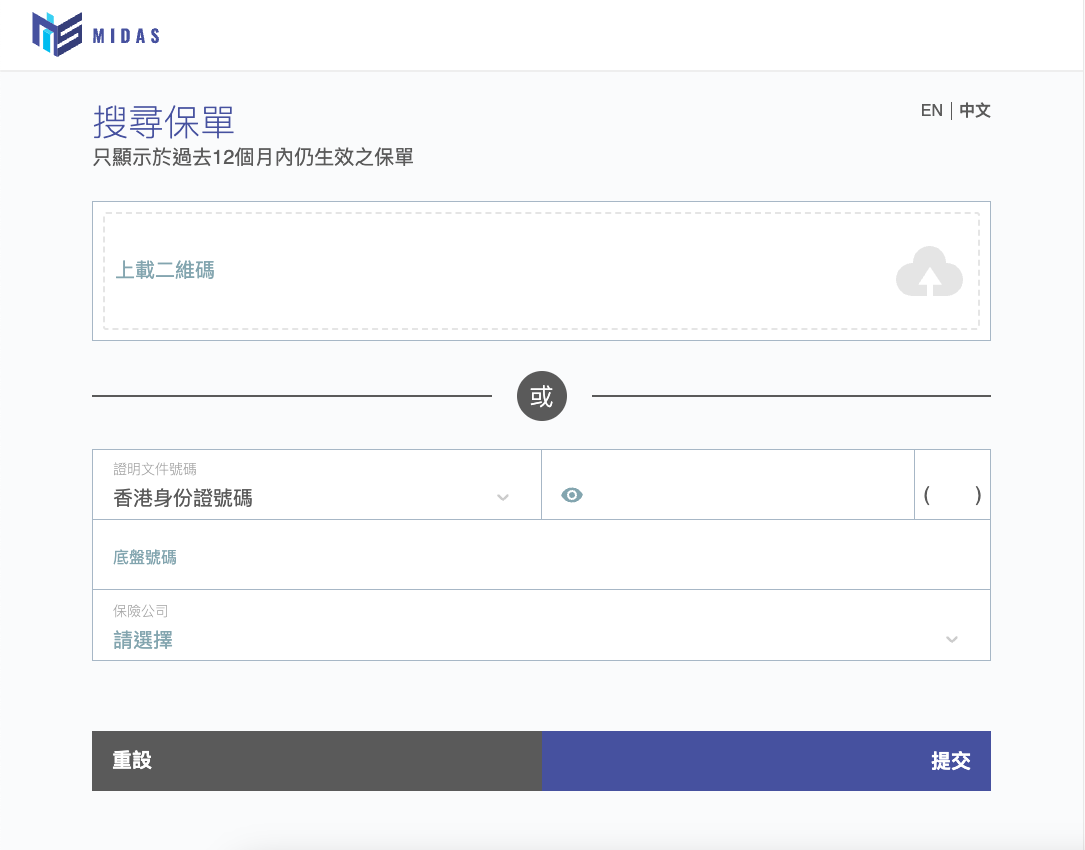 MIDAS
EN | 中文
搜尋保單
只顯示於過去12個月內仍生效之保單
上載二維碼
或
證明文件號碼
香港身份證號碼
( )
底盤號碼
保險公司
請選擇
重設
提交